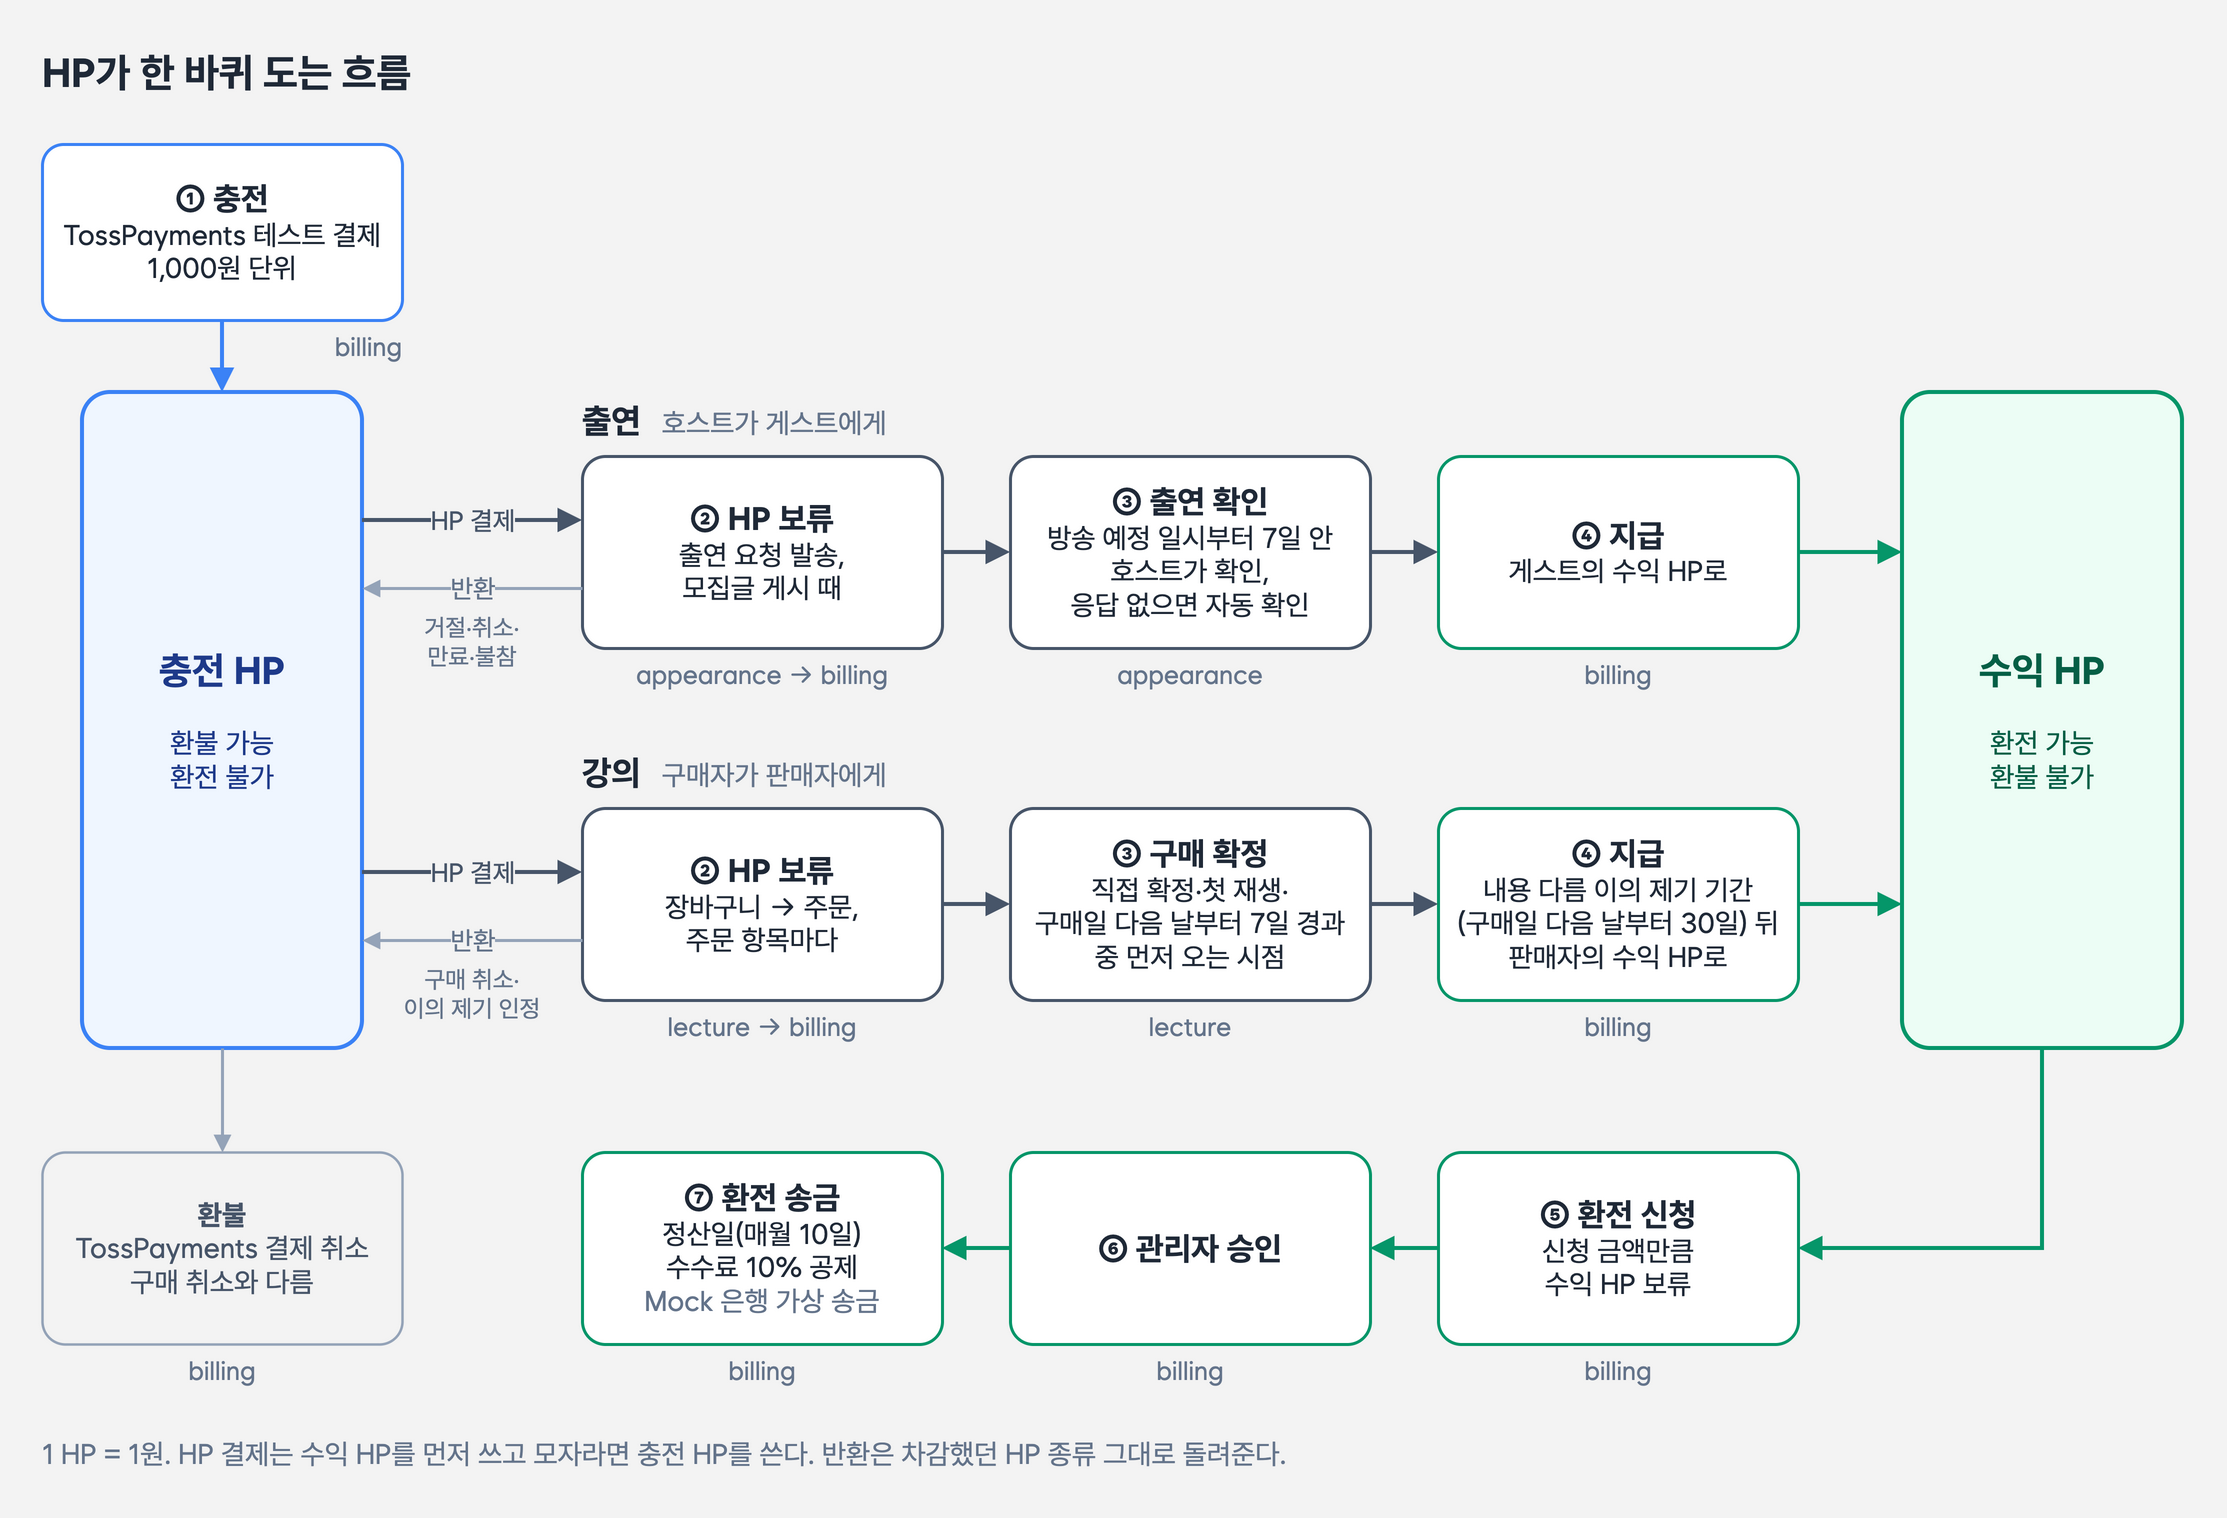 HP가 한 바퀴 도는 흐름
① 충전
TossPayments 테스트 결제
1,000원 단위
billing
충전 HP
환불 가능
환전 불가
HP 결제
반환
거절·취소·
만료·불참
출연 호스트가 게스트에게
② HP 보류
출연 요청 발송,
모집글 게시 때
appearance → billing
③ 출연 확인
방송 예정 일시부터 7일 안
호스트가 확인,
응답 없으면 자동 확인
appearance
④ 지급
게스트의 수익 HP로
billing
수익 HP
환전 가능
환불 불가
HP 결제
반환
구매 취소·
이의 제기 인정
강의 구매자가 판매자에게
② HP 보류
장바구니 → 주문,
주문 항목마다
lecture → billing
③ 구매 확정
직접 확정·첫 재생·
구매일 다음 날부터 7일 경과
중 먼저 오는 시점
lecture
④ 지급
내용 다름 이의 제기 기간
(구매일 다음 날부터 30일) 뒤
판매자의 수익 HP로
billing
환불
TossPayments 결제 취소
구매 취소와 다름
billing
⑦ 환전 송금
정산일(매월 10일)
수수료 10% 공제
Mock 은행 가상 송금
billing
⑥ 관리자 승인
billing
⑤ 환전 신청
신청 금액만큼
수익 HP 보류
billing
1 HP = 1원. HP 결제는 수익 HP를 먼저 쓰고 모자라면 충전 HP를 쓴다. 반환은 차감했던 HP 종류 그대로 돌려준다.